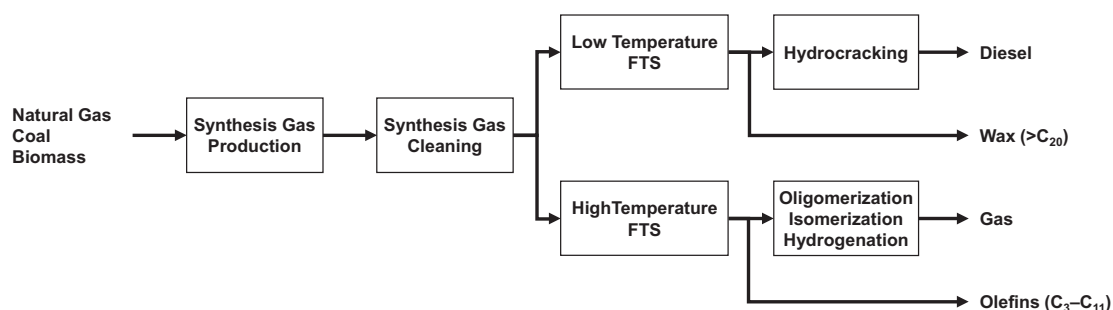 Natural Gas
Coal
Biomass
Synthesis Gas
Production
Synthesis Gas
Cleaning
Low Temperature
FTS
Hydrocracking
Diesel
Wax (>C₂₀)
HighTemperature
FTS
Oligomerization
Isomerization
Hydrogenation
Gas
Olefins (C₃–C₁₁)